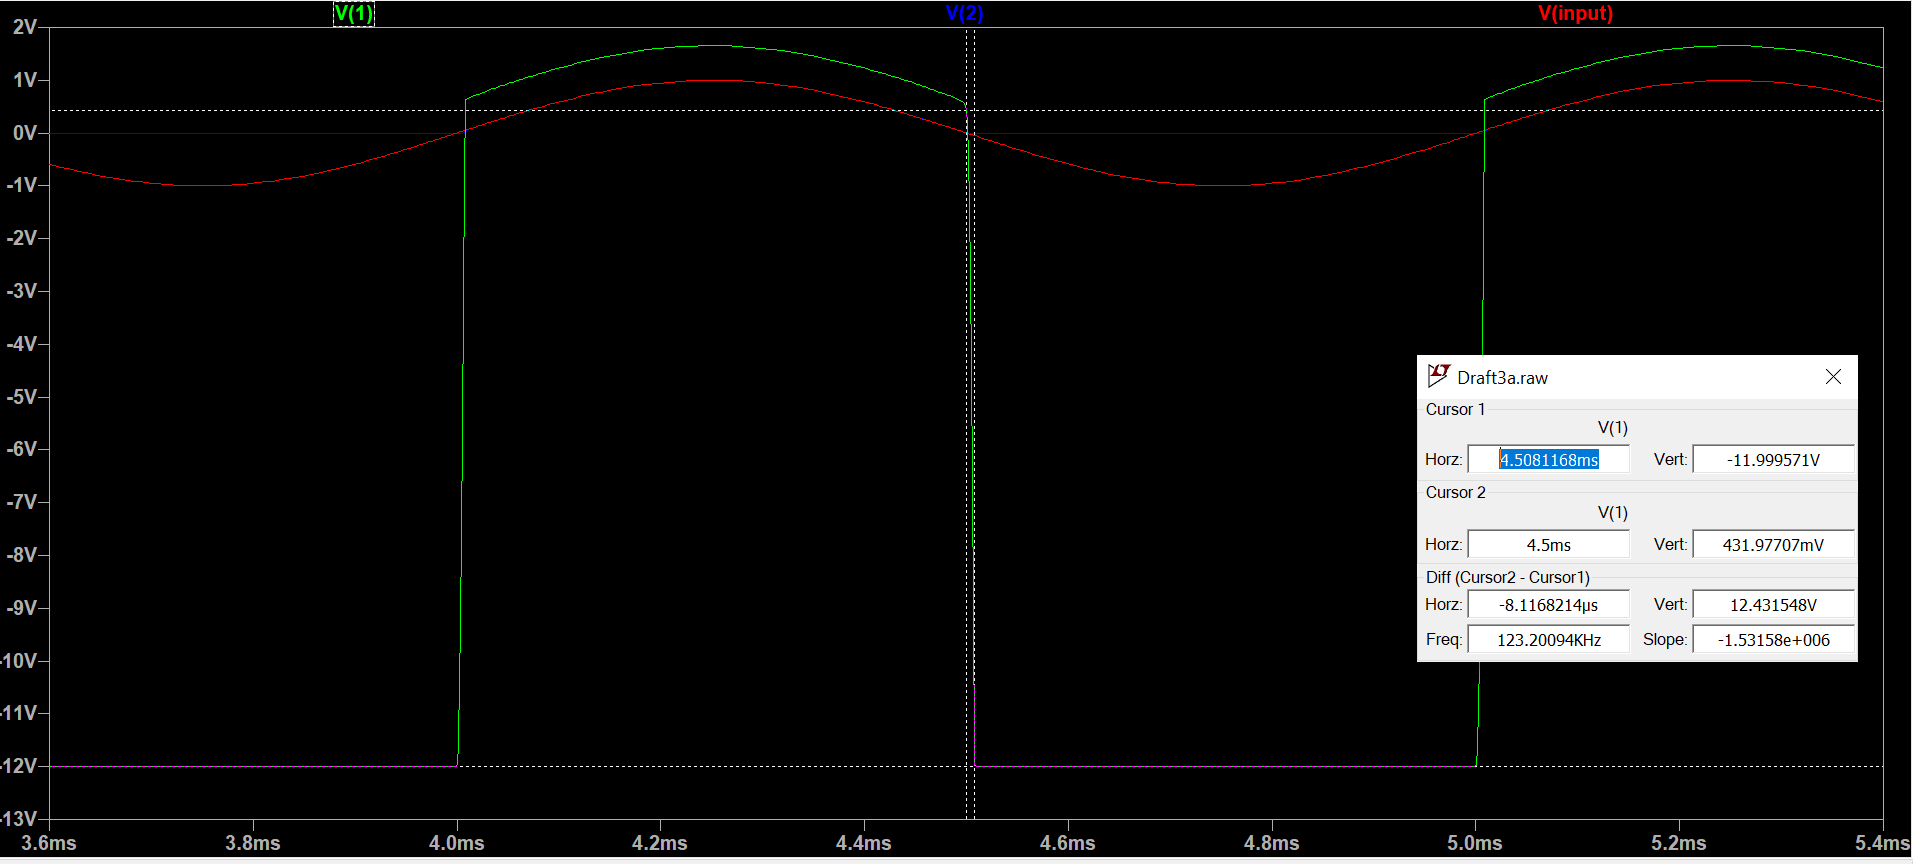 V(1) V(2) V(input)
2V
1V
0V
-1V
-2V
-3V
-4V
-5V
-6V
-7V
-8V
-9V
-10V
-11V
-12V
-13V
3.6ms 3.8ms 4.0ms 4.2ms 4.4ms 4.6ms 4.8ms 5.0ms 5.2ms 5.4ms
Draft3a.raw
Cursor 1
V(1)
Horz: 4.5081168ms Vert: -11.999571V
Cursor 2
V(1)
Horz: 4.5ms Vert: 431.97707mV
Diff (Cursor2 - Cursor1)
Horz: -8.1168214µs Vert: 12.431548V
Freq: 123.20094KHz Slope: -1.53158e+006